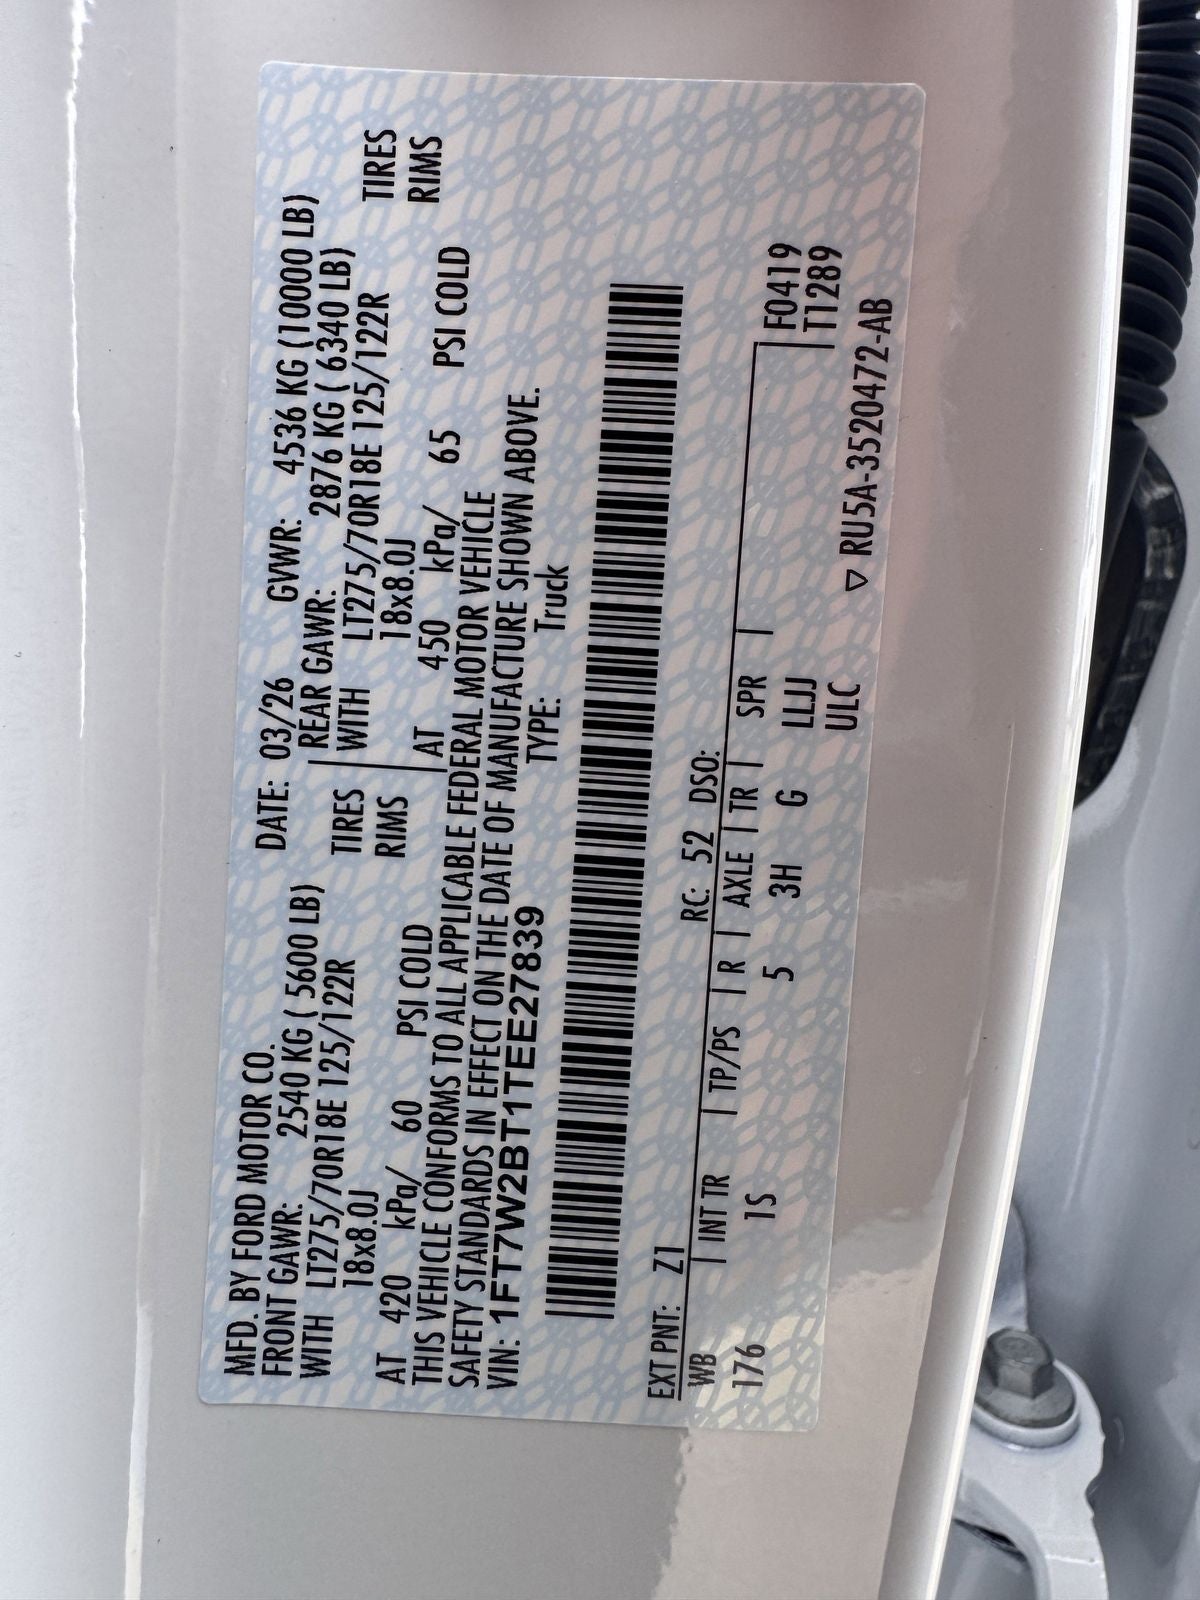 MFD. BY FORD MOTOR CO.
DATE: 03/26 GVWR: 4536 KG (10000 LB)
FRONT GAWR: 2540 KG ( 5600 LB)
REAR GAWR: 2876 KG ( 6340 LB)
WITH LT275/70R18E 125/122R TIRES
WITH LT275/70R18E 125/122R TIRES
18x8.0J RIMS
18x8.0J RIMS
AT 420 kPa/ 60 PSI COLD
AT 450 kPa/ 65 PSI COLD
THIS VEHICLE CONFORMS TO ALL APPLICABLE FEDERAL MOTOR VEHICLE
SAFETY STANDARDS IN EFFECT ON THE DATE OF MANUFACTURE SHOWN ABOVE.
VIN: 1FT7W2BT1TEE27839 TYPE: Truck
EXT PNT: Z1 RC: 52 DSO:
WB | INT TR | TP/PS | R | AXLE | TR | SPR | F0419
176 1S 5 3H G LLJJ T1289
ULC ▽ RU5A-3520472-AB